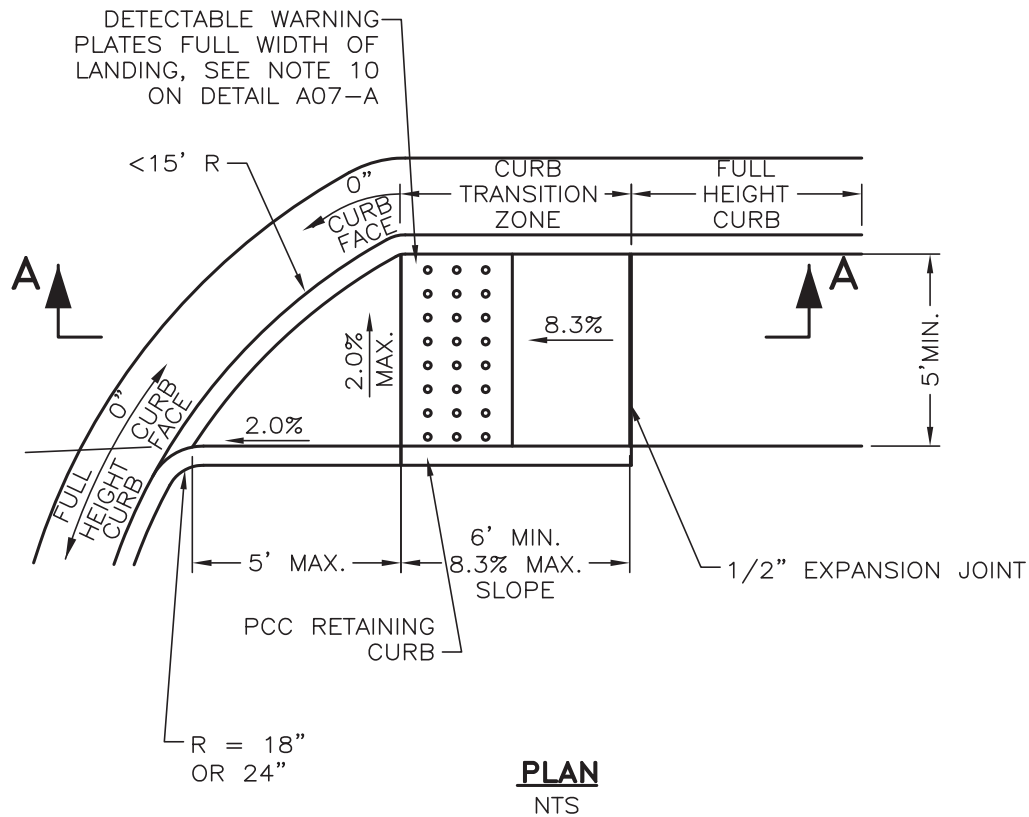 DETECTABLE WARNING
PLATES FULL WIDTH OF
LANDING, SEE NOTE 10
ON DETAIL A07-A
<15' R
0"
CURB
FACE
CURB
TRANSITION
ZONE
FULL
HEIGHT
CURB
A
A
2.0%
MAX.
8.3%
5'MIN.
0"
CURB
FACE
2.0%
FULL
HEIGHT
CURB
5' MAX.
6' MIN.
8.3% MAX.
SLOPE
1/2" EXPANSION JOINT
PCC RETAINING
CURB
R = 18"
OR 24"
PLAN
NTS